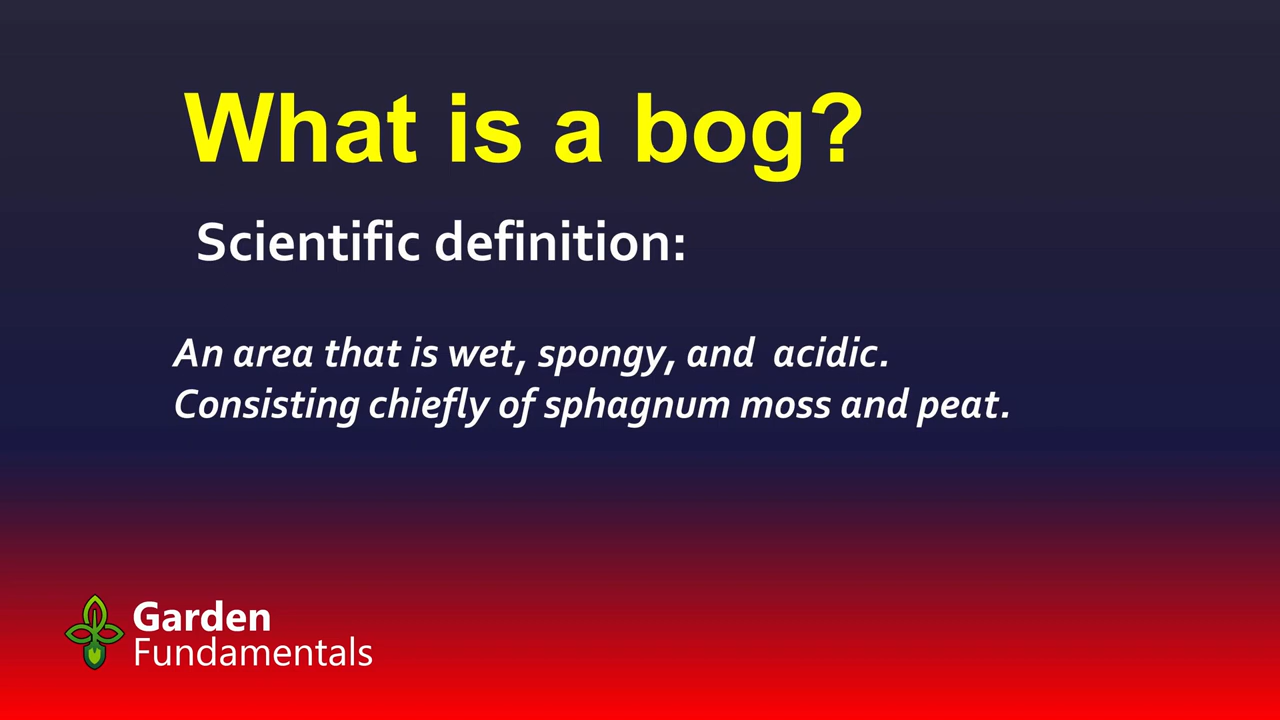 What is a bog?
Scientific definition:
An area that is wet, spongy, and acidic.
Consisting chiefly of sphagnum moss and peat.
Garden
Fundamentals